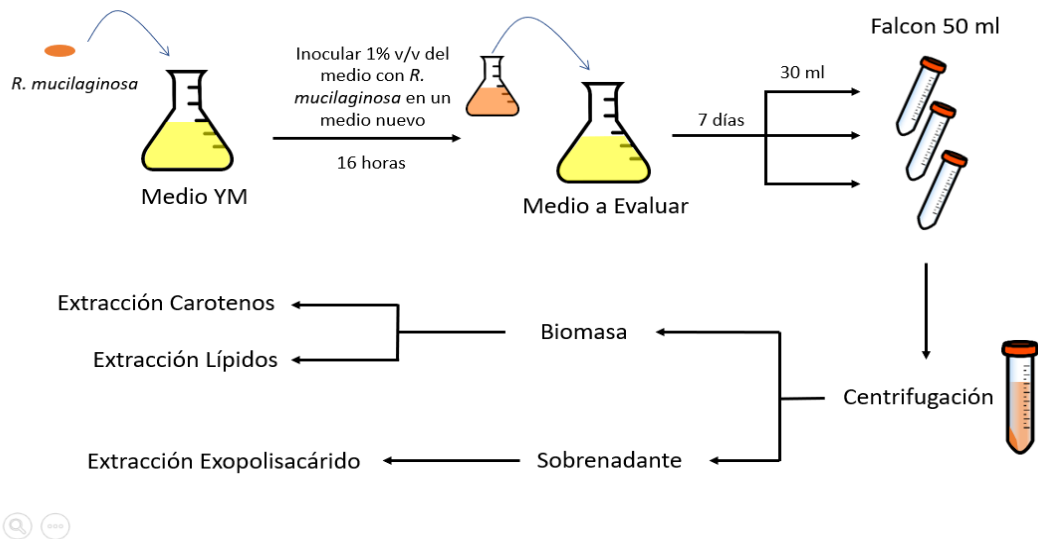 R. mucilaginosa
Medio YM
Inocular 1% v/v del
medio con R.
mucilaginosa en un
medio nuevo
16 horas
Medio a Evaluar
7 días
30 ml
Falcon 50 ml
Centrifugación
Biomasa
Extracción Carotenos
Extracción Lípidos
Sobrenadante
Extracción Exopolisacárido